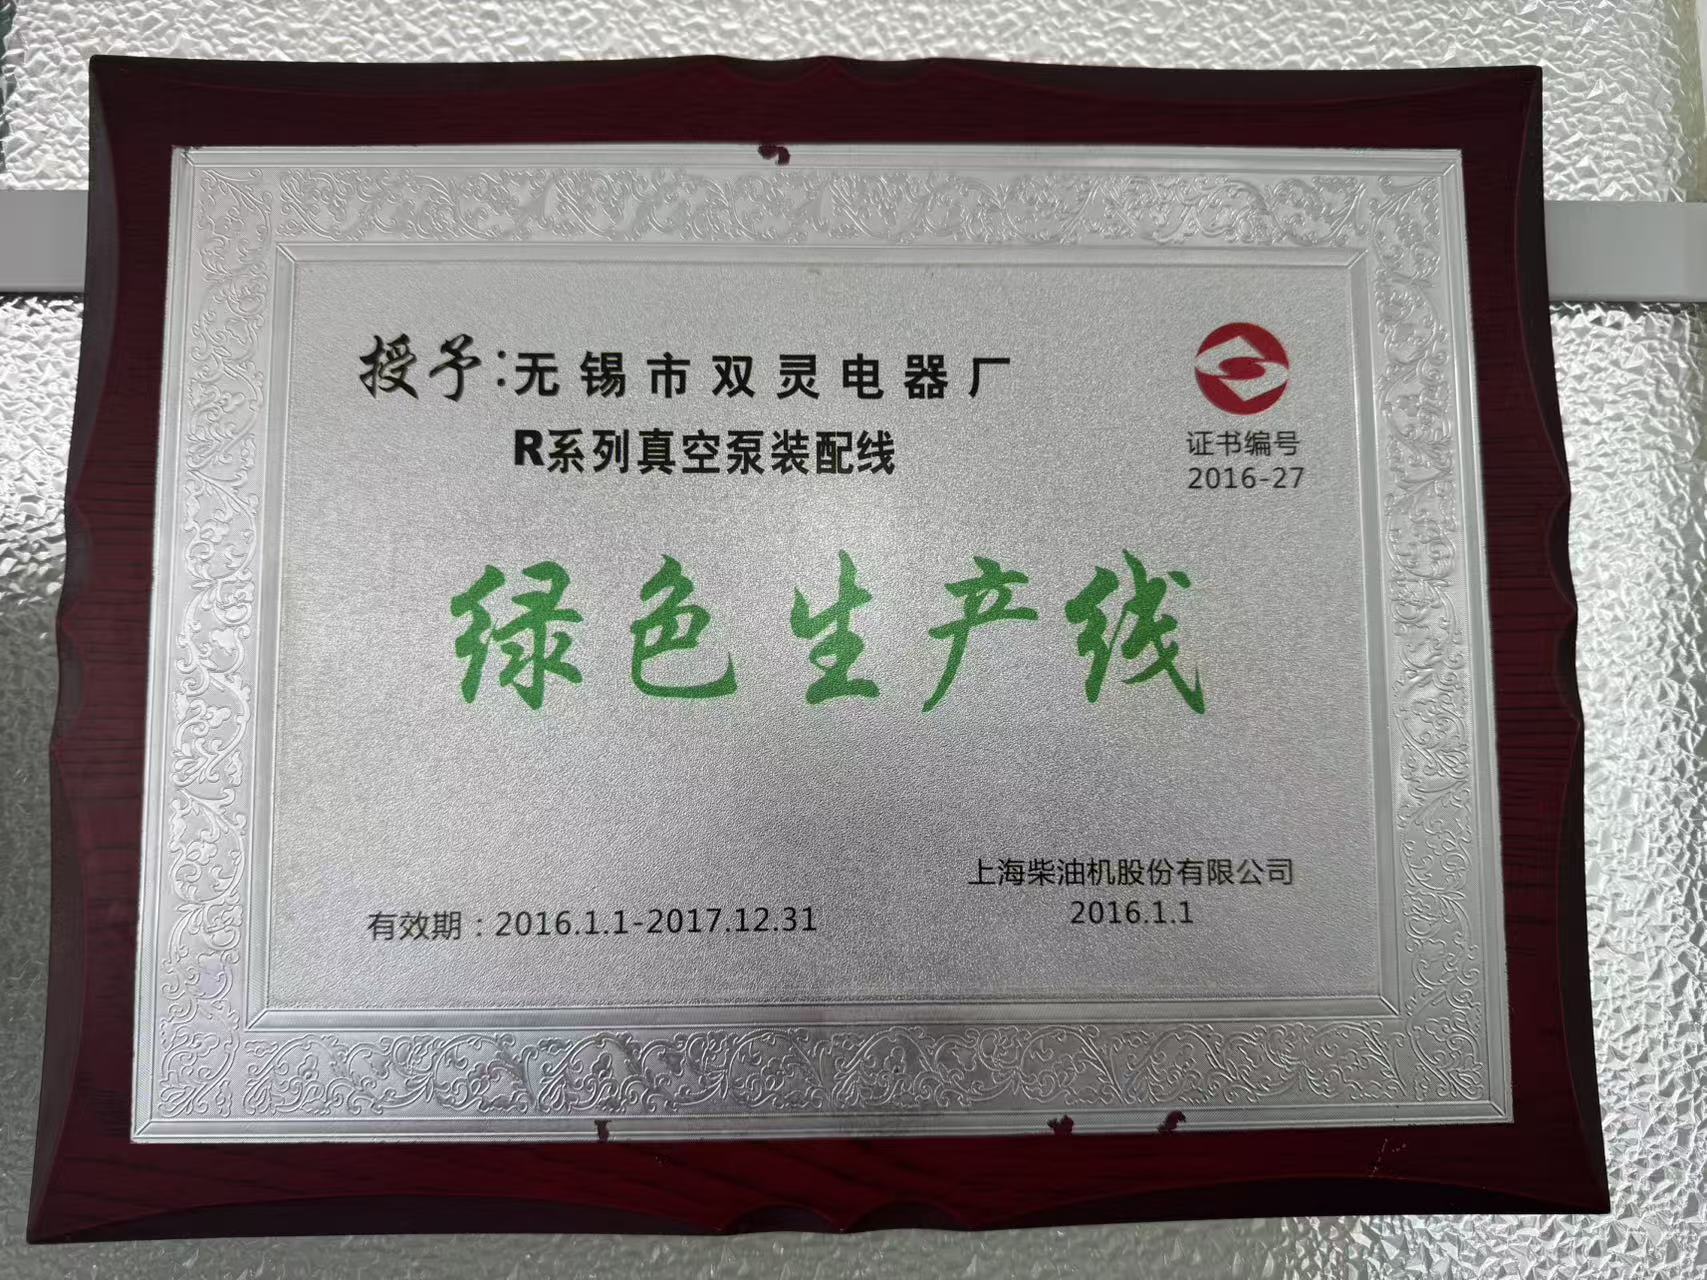 授予:无锡市双灵电器厂
R系列真空泵装配线
证书编号
2016-27
绿色生产线
上海柴油机股份有限公司
2016.1.1
有效期:2016.1.1-2017.12.31